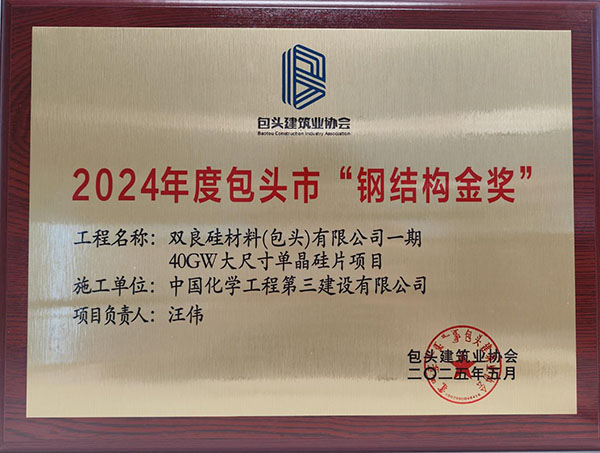 包头建筑业协会
Baotou Construction Industry Association
2024年度包头市“钢结构金奖”
工程名称：双良硅材料(包头)有限公司一期
40GW大尺寸单晶硅片项目
施工单位：中国化学工程第三建设有限公司
项目负责人：汪伟
包头建筑业协会
二〇二五年五月